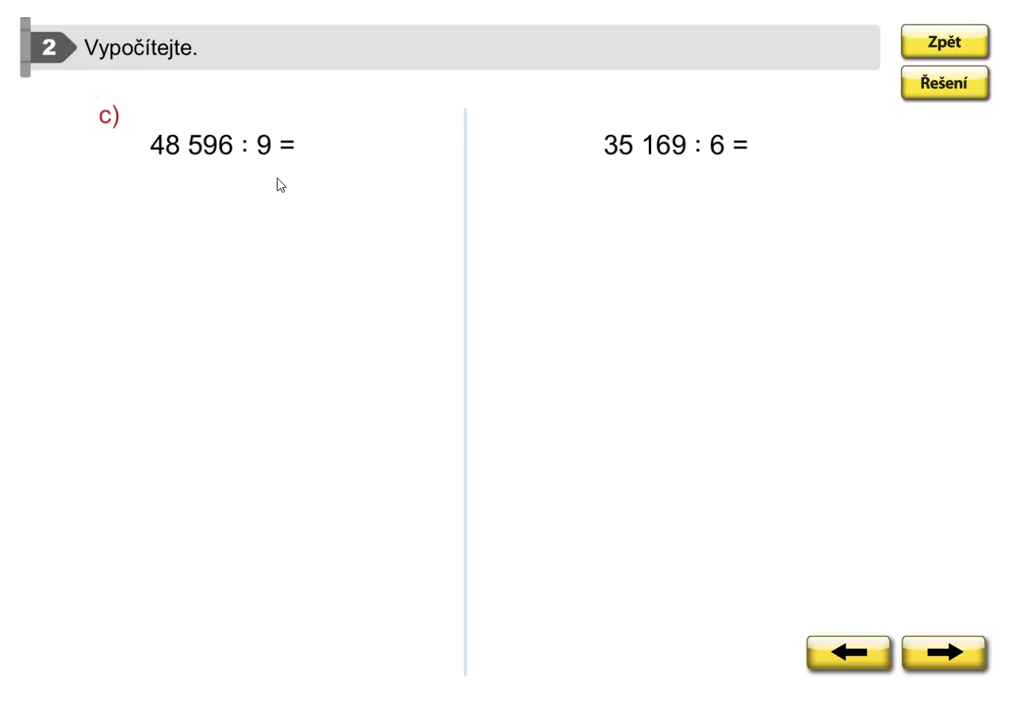 2 Vypočítejte.
Zpět
Řešení
c)
48 596 : 9 =
35 169 : 6 =